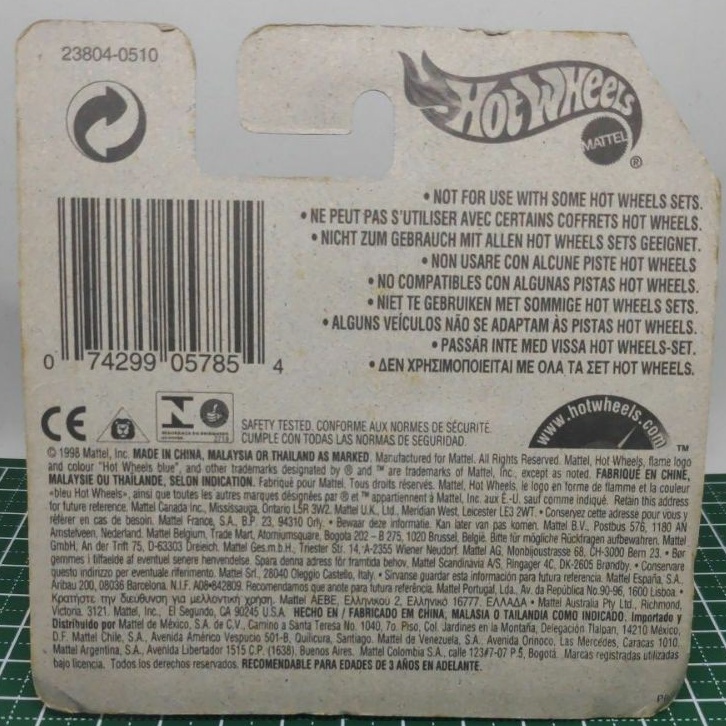 23804-0510
HOT WHEELS
MATTEL
®
• NOT FOR USE WITH SOME HOT WHEELS SETS.
• NE PEUT PAS S'UTILISER AVEC CERTAINS COFFRETS HOT WHEELS.
• NICHT ZUM GEBRAUCH MIT ALLEN HOT WHEELS SETS GEEIGNET.
• NON USARE CON ALCUNE PISTE HOT WHEELS
• NO COMPATIBLES CON ALGUNAS PISTAS HOT WHEELS.
• NIET TE GEBRUIKEN MET SOMMIGE HOT WHEELS SETS.
• ALGUNS VEÍCULOS NÃO SE ADAPTAM ÀS PISTAS HOT WHEELS.
• PASSAR INTE MED VISSA HOT WHEELS-SET.
• ΔΕΝ ΧΡΗΣΙΜΟΠΟΙΕΙΤΑΙ ΜΕ ΟΛΑ ΤΑ ΣΕΤ HOT WHEELS.
0 74299 05785 4
CE
N
SAFETY TESTED. CONFORME AUX NORMES DE SÉCURITÉ.
CUMPLE CON TODAS LAS NORMAS DE SEGURIDAD.
www.hotwheels.com
™
© 1998 Mattel, Inc. MADE IN CHINA, MALAYSIA OR THAILAND AS MARKED. Manufactured for Mattel. All Rights Reserved. Mattel, Hot Wheels, flame logo
and colour "Hot Wheels blue", and other trademarks designated by ® and ™ are trademarks of Mattel, Inc., except as noted. FABRIQUÉ EN CHINE,
MALAYSIE OU THAÏLANDE, SELON INDICATION. Fabriqué pour Mattel. Tous droits réservés. Mattel, Hot Wheels, le logo en forme de flamme et la couleur
«bleu Hot Wheels», ainsi que toutes les autres marques désignées par ® et ™ appartiennent à Mattel, Inc. aux É.-U. sauf comme indiqué. Retain this address
for future reference. Mattel Canada Inc., Mississauga, Ontario L5R 3W2. Mattel U.K., Ltd., Meridian West, Leicester LE3 2WT. • Conservez cette adresse pour vous y
référer en cas de besoin. Mattel France, S.A., B.P. 23, 94310 Orly. • Bewaar deze informatie. Kan later van pas komen. Mattel B.V., Postbus 576, 1180 AN
Amstelveen, Nederland. Mattel Belgium, Trade Mart, Atomiumsquare, Bogota 202 - B 275, 1020 Brussel, België. Bitte für mögliche Rückfragen aufbewahren. Mattel
GmbH, An der Trift 75, D-63303 Dreieich. Mattel Ges.m.b.H., Triester Str. 14, A-2355 Wiener Neudorf. Mattel AG, Monbijoustrasse 68, CH-3000 Bern 23. • Bør
gemmes i tilfælde af eventuel senere henvendelse. Spara denna adress för framtida behov. Mattel Scandinavia A/S, Ringager 4C, DK-2605 Brøndby. • Conservare
questo indirizzo per eventuale riferimento. Mattel Srl., 28040 Oleggio Castello, Italy. • Sírvanse guardar esta información para futura referencia. Mattel España, S.A.,
Aribau 200, 08036 Barcelona. N.I.F. A08-842809. Recomendamos que anote para futura referência. Mattel Portugal, Lda., Av. da República No.90-96, 1600 Lisboa. •
Κρατήστε την διεύθυνση για μελλοντική χρήση. Mattel AEBE, Ελληνικού 2, Ελληνικό 16777, ΕΛΛΑΔΑ • Mattel Australia Pty Ltd., Richmond,
Victoria. 3121. Mattel, Inc., El Segundo, CA 90245 U.S.A. HECHO EN / FABRICADO EM CHINA, MALASIA O TAILANDIA COMO INDICADO. Importado y
Distribuido por Mattel de México, S.A. de C.V., Camino a Santa Teresa No. 1040, 7o. Piso, Col. Jardines en la Montaña, Delegación Tlalpan, 14210 México,
D.F. Mattel Chile, S.A., Avenida Américo Vespucio 501-B, Quilicura, Santiago. Mattel de Venezuela, S.A. Avenida Orinoco, Las Mercedes, Caracas 1010.
Mattel Argentina, S.A., Avenida Libertador 1515 C.P. (1638), Buenos Aires. Mattel Colombia S.A., calle 123#7-07 P.5, Bogotá. Marcas registradas utilizadas
bajo licencia. Todos los derechos reservados. RECOMENDABLE PARA EDADES DE 3 AÑOS EN ADELANTE.